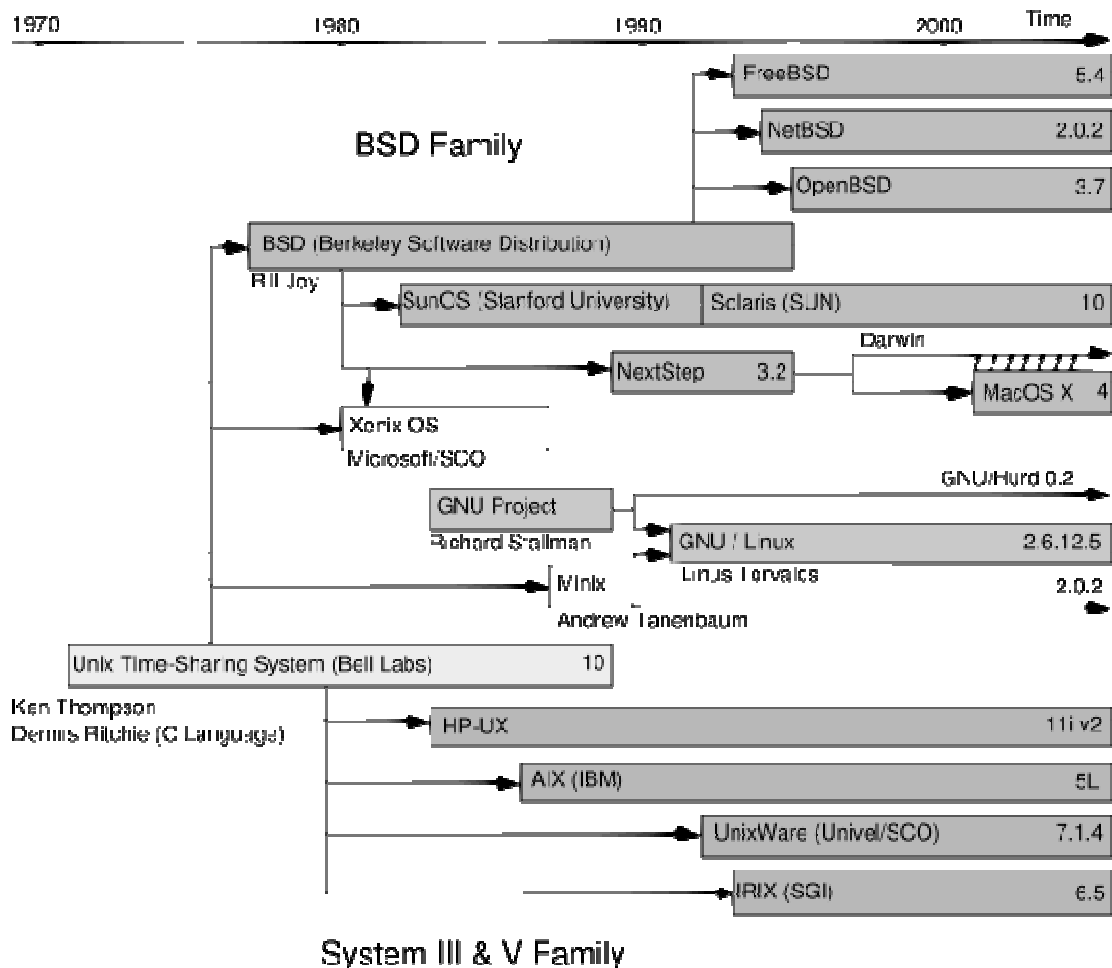 1970 1980 1990 2000 Time
FreeBSD 5.4
BSD Family
NetBSD 2.0.2
OpenBSD 3.7
BSD (Berkeley Software Distribution)
Bill Joy
SunOS (Stanford University) Solaris (SUN) 10
Darwin
NextStep 3.2
MacOS X 4
Xenix OS
Microsoft/SCO
GNU/Hurd 0.2
GNU Project
Richard Stallman
GNU / Linux 2.6.12.5
Linus Torvalds
Minix 2.0.2
Andrew Tanenbaum
Unix Time-Sharing System (Bell Labs) 10
Ken Thompson
Dennis Ritchie (C Language)
HP-UX 11i v2
AIX (IBM) 5L
UnixWare (Univel/SCO) 7.1.4
IRIX (SGI) 6.5
System III & V Family